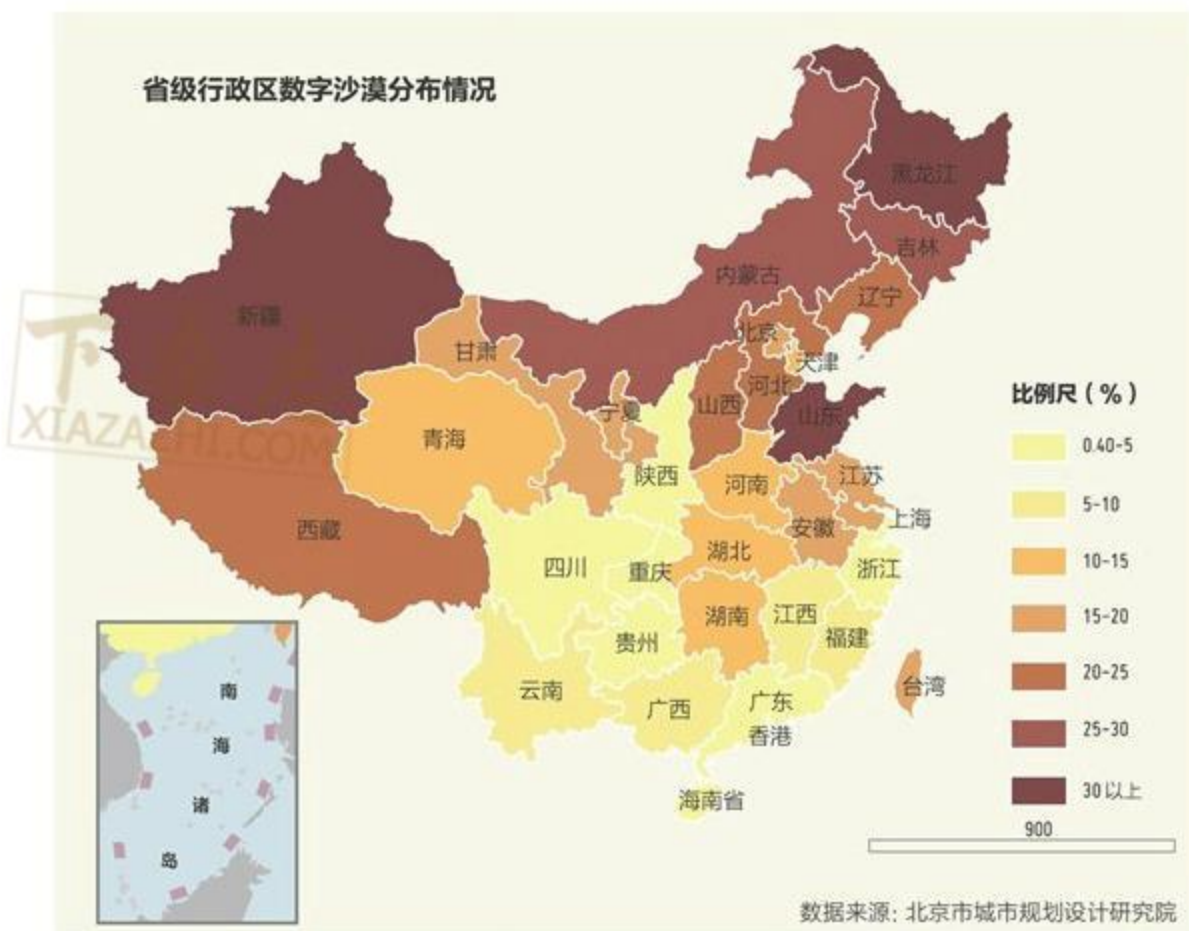 省级行政区数字沙漠分布情况
黑龙江
吉林
内蒙古
辽宁
新疆
北京
甘肃
天津
河北
山西
宁夏
山东
青海
陕西
河南
江苏
上海
安徽
西藏
湖北
四川
重庆
浙江
湖南
江西
贵州
福建
云南
广西
广东
台湾
香港
海南省
南
海
诸
岛
比例尺(%)
0.40-5
5-10
10-15
15-20
20-25
25-30
30以上
900
数据来源:北京市城市规划设计研究院